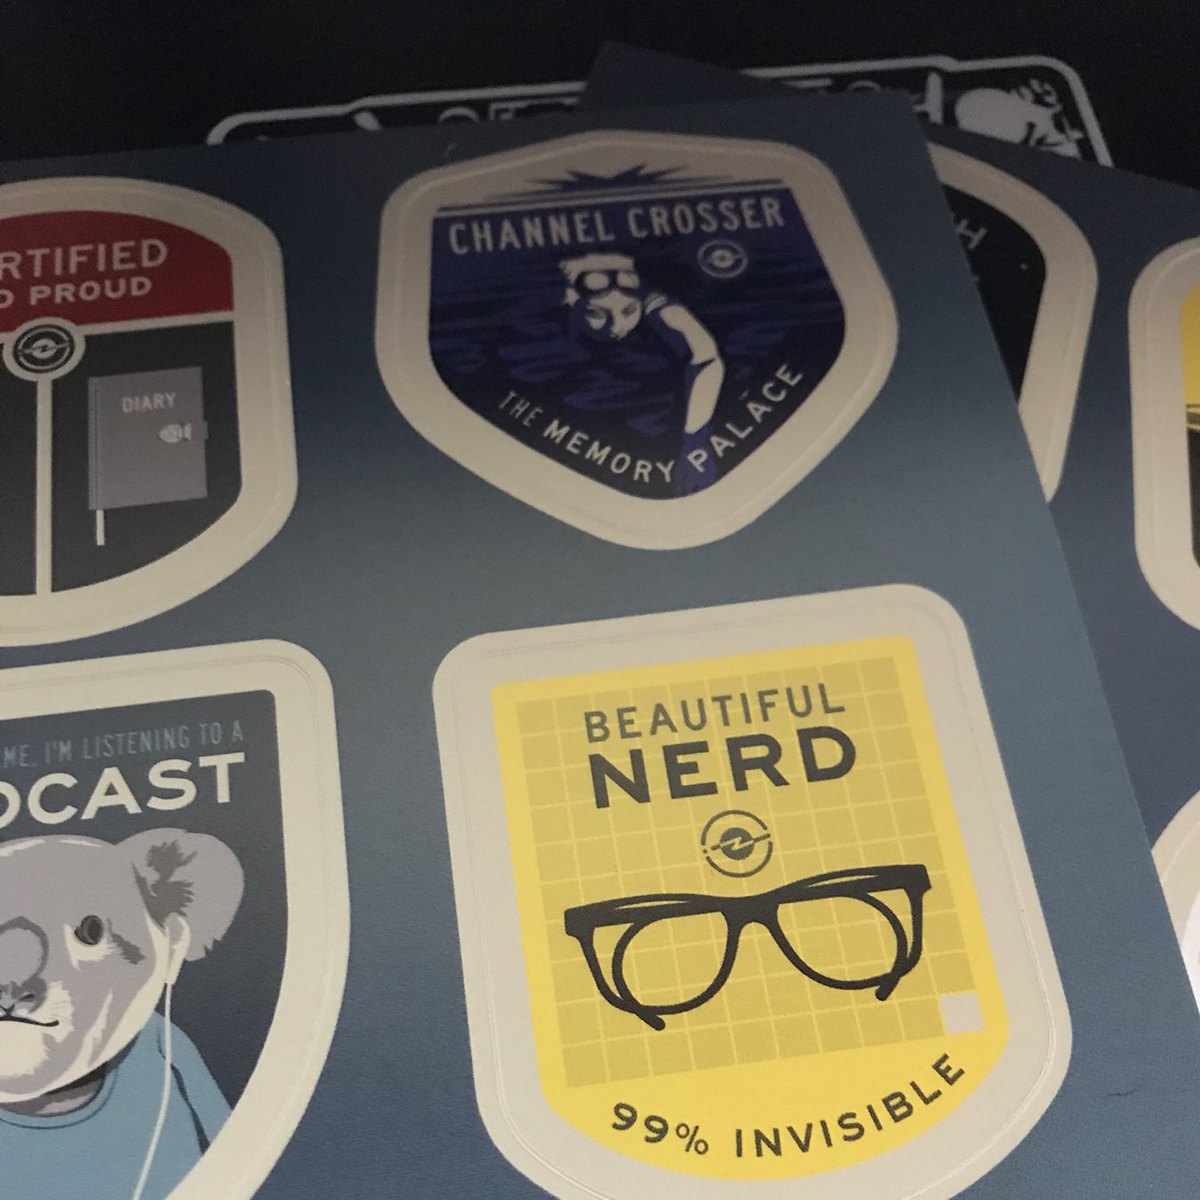 RTIFIED
D PROUD
DIARY
CHANNEL CROSSER
THE MEMORY PALACE
ME, I'M LISTENING TO A
DCAST
BEAUTIFUL
NERD
99% INVISIBLE